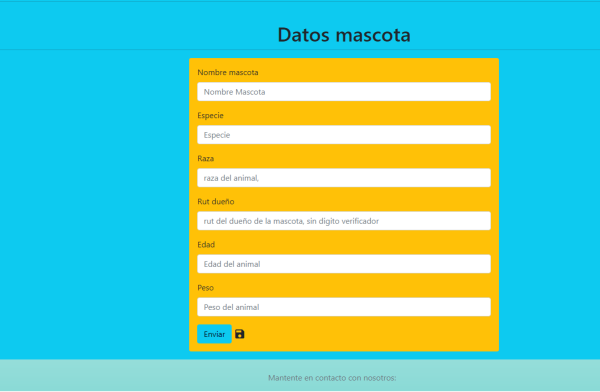 Datos mascota
Nombre mascota
Nombre Mascota
Especie
Especie
Raza
raza del animal,
Rut dueño
rut del dueño de la mascota, sin digito verificador
Edad
Edad del animal
Peso
Peso del animal
Enviar
Mantente en contacto con nosotros: